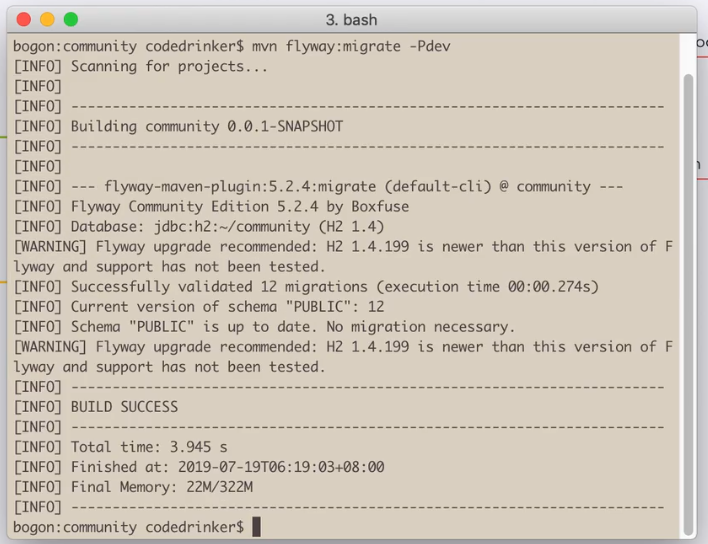 3. bash
bogon:community codedrinker$ mvn flyway:migrate -Pdev
[INFO] Scanning for projects...
[INFO]
[INFO] ------------------------------------------------------------------------
[INFO] Building community 0.0.1-SNAPSHOT
[INFO] ------------------------------------------------------------------------
[INFO]
[INFO] --- flyway-maven-plugin:5.2.4:migrate (default-cli) @ community ---
[INFO] Flyway Community Edition 5.2.4 by Boxfuse
[INFO] Database: jdbc:h2:~/community (H2 1.4)
[WARNING] Flyway upgrade recommended: H2 1.4.199 is newer than this version of F
lyway and support has not been tested.
[INFO] Successfully validated 12 migrations (execution time 00:00.274s)
[INFO] Current version of schema "PUBLIC": 12
[INFO] Schema "PUBLIC" is up to date. No migration necessary.
[WARNING] Flyway upgrade recommended: H2 1.4.199 is newer than this version of F
lyway and support has not been tested.
[INFO] ------------------------------------------------------------------------
[INFO] BUILD SUCCESS
[INFO] ------------------------------------------------------------------------
[INFO] Total time: 3.945 s
[INFO] Finished at: 2019-07-19T06:19:03+08:00
[INFO] Final Memory: 22M/322M
[INFO] ------------------------------------------------------------------------
bogon:community codedrinker$